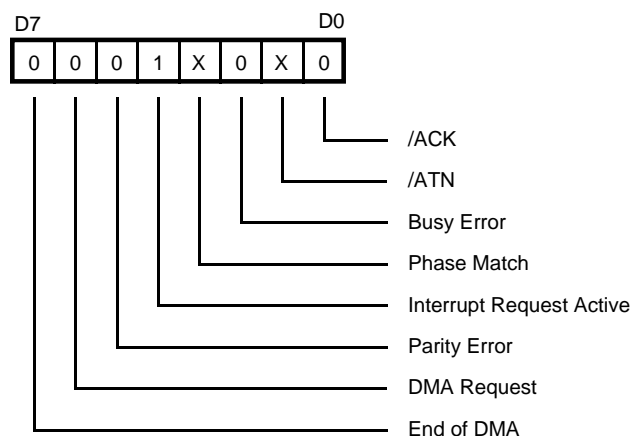 D7 D0
0 0 0 1 X 0 X 0
/ACK
/ATN
Busy Error
Phase Match
Interrupt Request Active
Parity Error
DMA Request
End of DMA